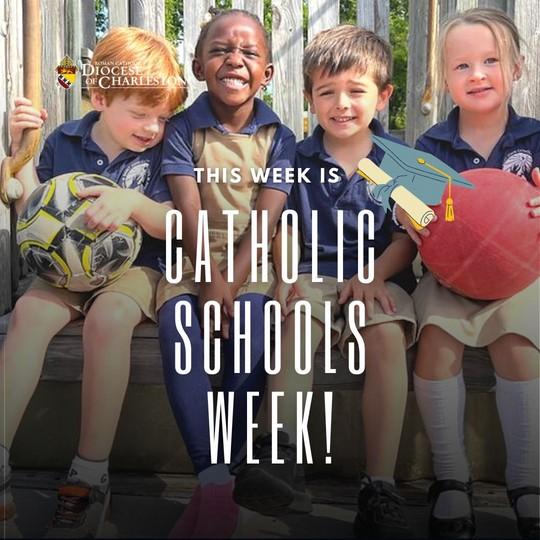 ROMAN CATHOLIC
DIOCESE
OF CHARLESTON
THIS WEEK IS
CATHOLIC
SCHOOLS
WEEK!